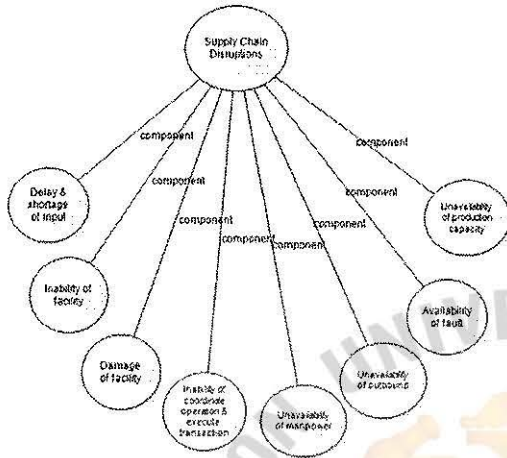 Supply Chain
Disruptions
component
component
component
component
component
component
component
component
Delay &
shortage
of input
Unavailability
of production
capacity
Inability of
facility
Availability
of fault
Damage
of facility
Unavailability
of outbound
Inability of
coordinate
operation &
execute
transaction
Unavailability
of manpower
ON UNIVA